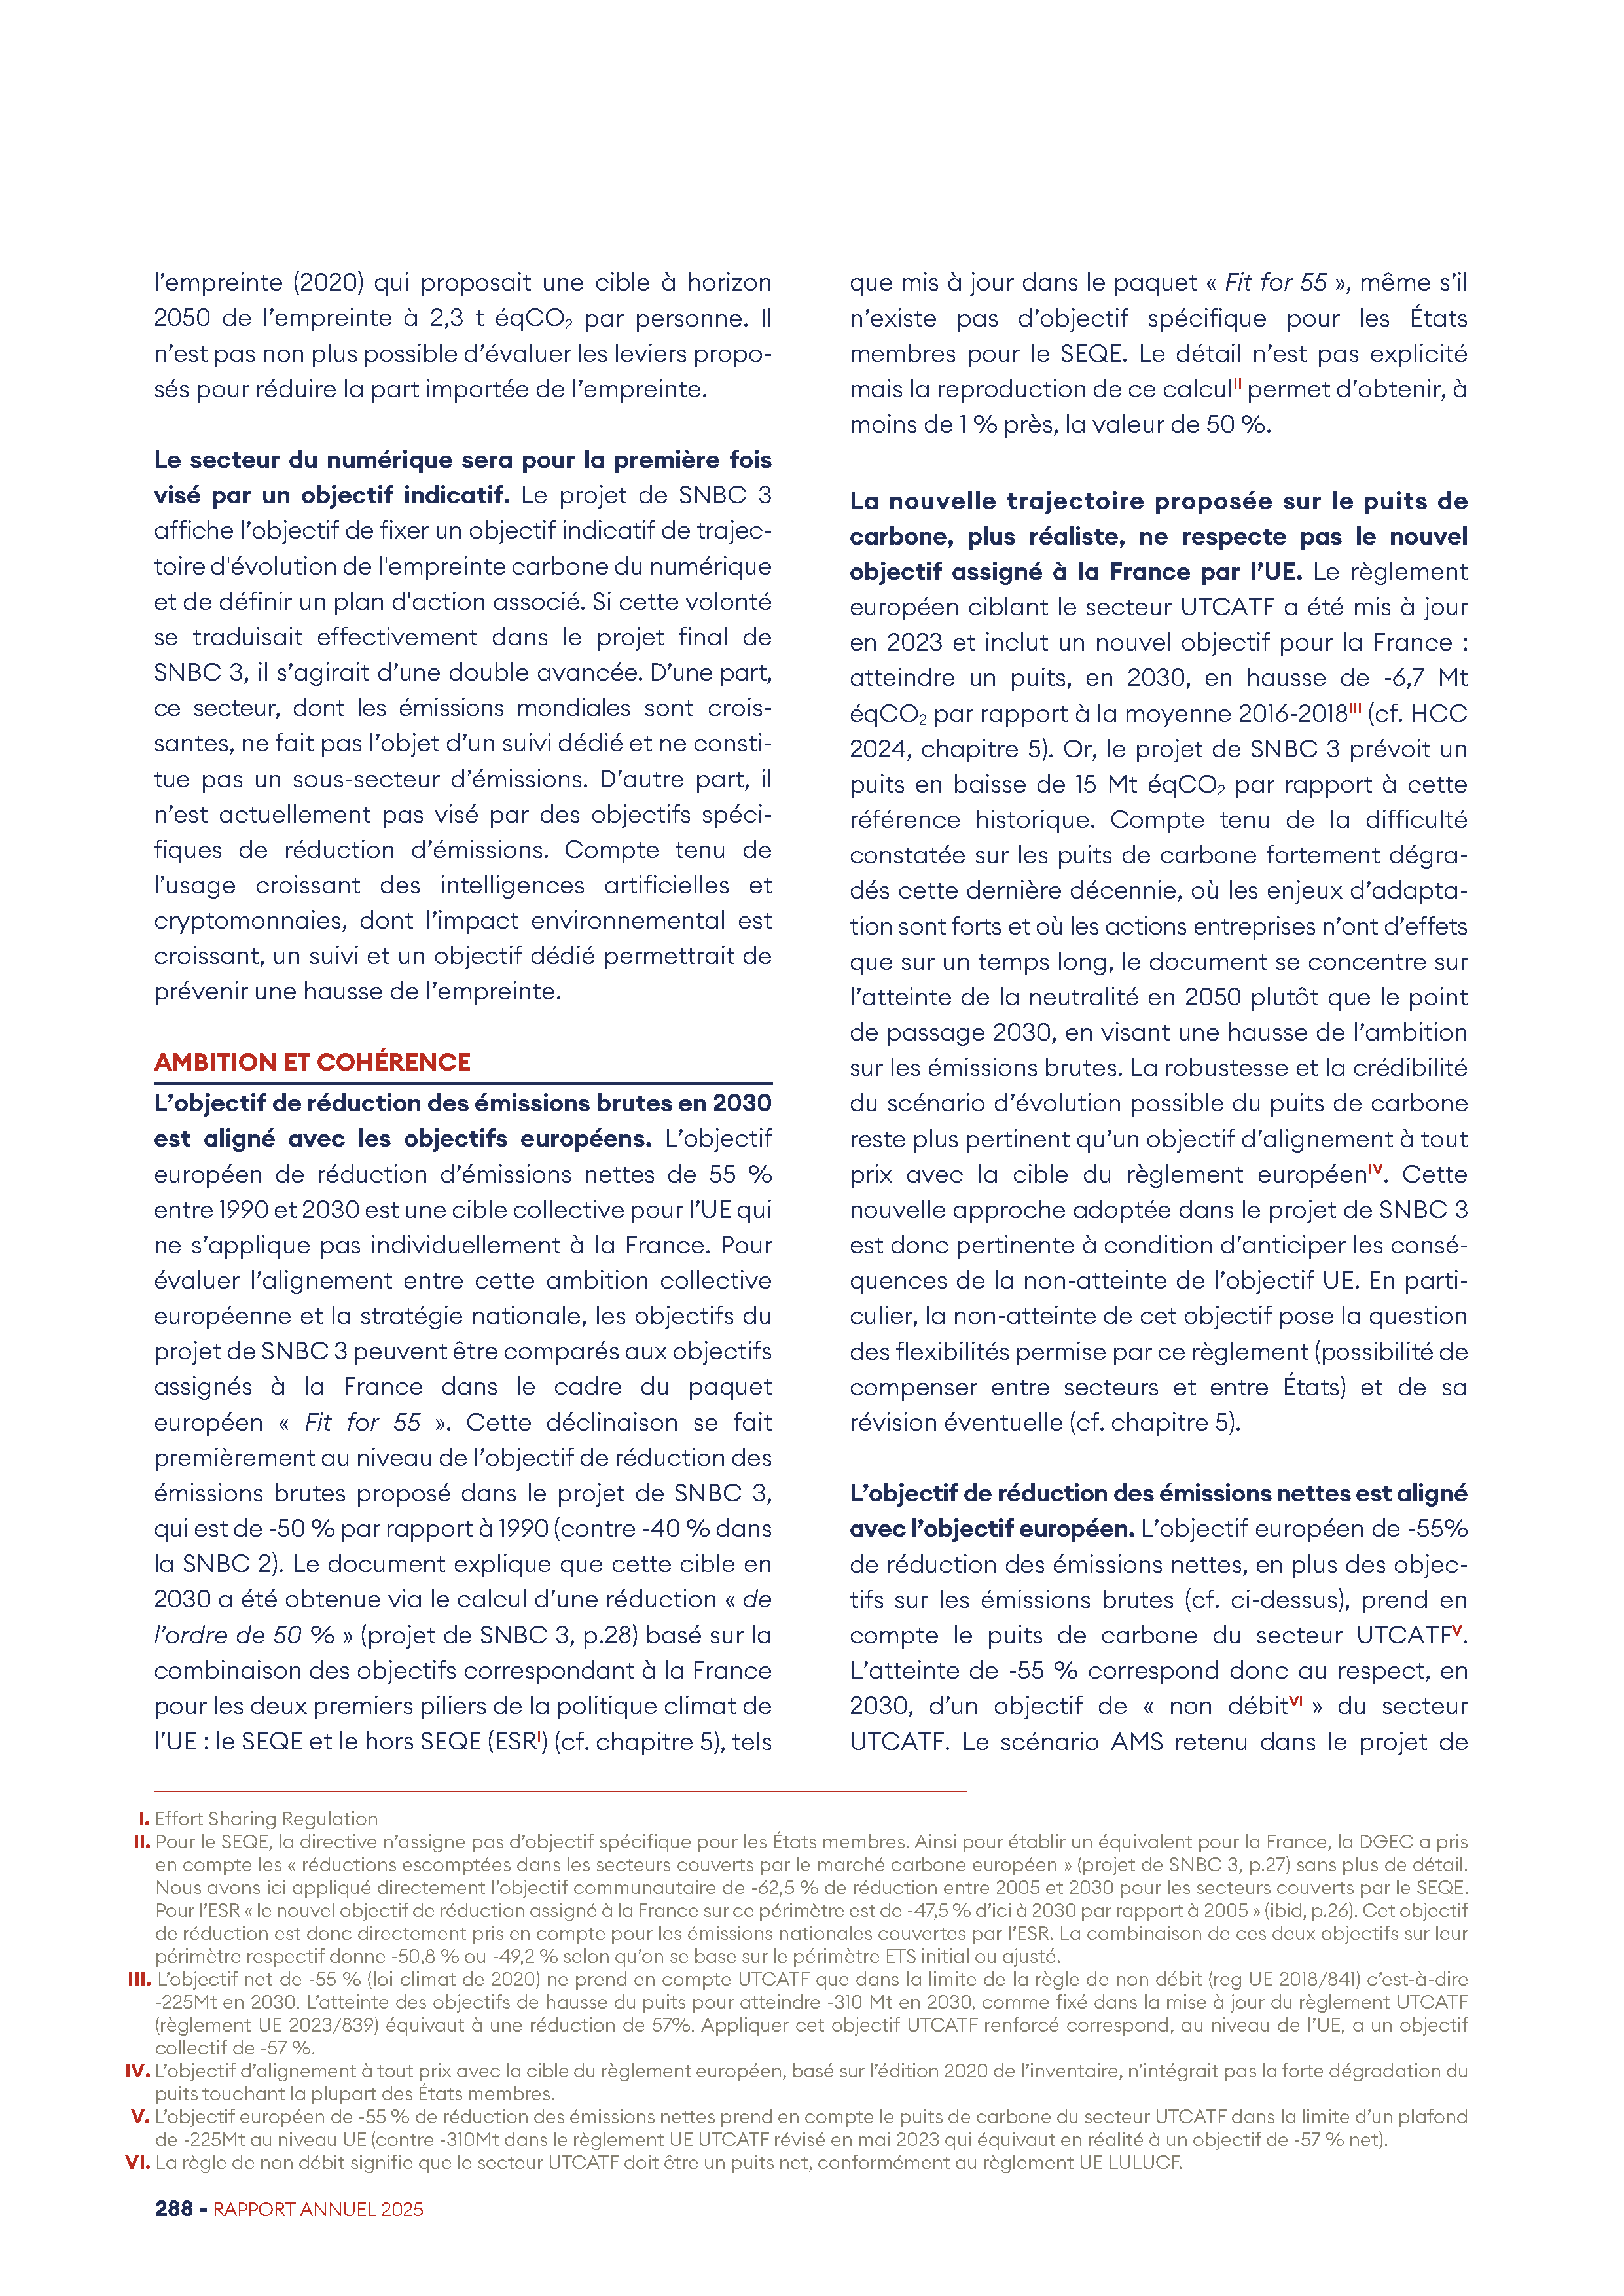 l’empreinte (2020) qui proposait une cible à horizon
2050 de l’empreinte à 2,3 t éqCO₂ par personne. Il
n’est pas non plus possible d’évaluer les leviers propo-
sés pour réduire la part importée de l’empreinte.
Le secteur du numérique sera pour la première fois
visé par un objectif indicatif. Le projet de SNBC 3
affiche l’objectif de fixer un objectif indicatif de trajec-
toire d'évolution de l'empreinte carbone du numérique
et de définir un plan d'action associé. Si cette volonté
se traduisait effectivement dans le projet final de
SNBC 3, il s’agirait d’une double avancée. D’une part,
ce secteur, dont les émissions mondiales sont crois-
santes, ne fait pas l’objet d’un suivi dédié et ne consti-
tue pas un sous-secteur d’émissions. D’autre part, il
n’est actuellement pas visé par des objectifs spéci-
fiques de réduction d’émissions. Compte tenu de
l’usage croissant des intelligences artificielles et
cryptomonnaies, dont l’impact environnemental est
croissant, un suivi et un objectif dédié permettrait de
prévenir une hausse de l’empreinte.
AMBITION ET COHÉRENCE
L’objectif de réduction des émissions brutes en 2030
est aligné avec les objectifs européens. L’objectif
européen de réduction d’émissions nettes de 55 %
entre 1990 et 2030 est une cible collective pour l’UE qui
ne s’applique pas individuellement à la France. Pour
évaluer l’alignement entre cette ambition collective
européenne et la stratégie nationale, les objectifs du
projet de SNBC 3 peuvent être comparés aux objectifs
assignés à la France dans le cadre du paquet
européen « Fit for 55 ». Cette déclinaison se fait
premièrement au niveau de l’objectif de réduction des
émissions brutes proposé dans le projet de SNBC 3,
qui est de -50 % par rapport à 1990 (contre -40 % dans
la SNBC 2). Le document explique que cette cible en
2030 a été obtenue via le calcul d’une réduction « de
l’ordre de 50 % » (projet de SNBC 3, p.28) basé sur la
combinaison des objectifs correspondant à la France
pour les deux premiers piliers de la politique climat de
l’UE : le SEQE et le hors SEQE (ESRI) (cf. chapitre 5), tels
que mis à jour dans le paquet « Fit for 55 », même s’il
n’existe pas d’objectif spécifique pour les États
membres pour le SEQE. Le détail n’est pas explicité
mais la reproduction de ce calculII permet d’obtenir, à
moins de 1 % près, la valeur de 50 %.
La nouvelle trajectoire proposée sur le puits de
carbone, plus réaliste, ne respecte pas le nouvel
objectif assigné à la France par l’UE. Le règlement
européen ciblant le secteur UTCATF a été mis à jour
en 2023 et inclut un nouvel objectif pour la France :
atteindre un puits, en 2030, en hausse de -6,7 Mt
éqCO₂ par rapport à la moyenne 2016-2018III (cf. HCC
2024, chapitre 5). Or, le projet de SNBC 3 prévoit un
puits en baisse de 15 Mt éqCO₂ par rapport à cette
référence historique. Compte tenu de la difficulté
constatée sur les puits de carbone fortement dégra-
dés cette dernière décennie, où les enjeux d’adapta-
tion sont forts et où les actions entreprises n’ont d’effets
que sur un temps long, le document se concentre sur
l’atteinte de la neutralité en 2050 plutôt que le point
de passage 2030, en visant une hausse de l’ambition
sur les émissions brutes. La robustesse et la crédibilité
du scénario d’évolution possible du puits de carbone
reste plus pertinent qu’un objectif d’alignement à tout
prix avec la cible du règlement européenIV. Cette
nouvelle approche adoptée dans le projet de SNBC 3
est donc pertinente à condition d’anticiper les consé-
quences de la non-atteinte de l’objectif UE. En parti-
culier, la non-atteinte de cet objectif pose la question
des flexibilités permise par ce règlement (possibilité de
compenser entre secteurs et entre États) et de sa
révision éventuelle (cf. chapitre 5).
L’objectif de réduction des émissions nettes est aligné
avec l’objectif européen. L’objectif européen de -55%
de réduction des émissions nettes, en plus des objec-
tifs sur les émissions brutes (cf. ci-dessus), prend en
compte le puits de carbone du secteur UTCATFV.
L’atteinte de -55 % correspond donc au respect, en
2030, d’un objectif de « non débitVI » du secteur
UTCATF. Le scénario AMS retenu dans le projet de
I. Effort Sharing Regulation
II. Pour le SEQE, la directive n’assigne pas d’objectif spécifique pour les États membres. Ainsi pour établir un équivalent pour la France, la DGEC a pris
en compte les « réductions escomptées dans les secteurs couverts par le marché carbone européen » (projet de SNBC 3, p.27) sans plus de détail.
Nous avons ici appliqué directement l’objectif communautaire de -62,5 % de réduction entre 2005 et 2030 pour les secteurs couverts par le SEQE.
Pour l’ESR « le nouvel objectif de réduction assigné à la France sur ce périmètre est de -47,5 % d’ici à 2030 par rapport à 2005 » (ibid, p.26). Cet objectif
de réduction est donc directement pris en compte pour les émissions nationales couvertes par l’ESR. La combinaison de ces deux objectifs sur leur
périmètre respectif donne -50,8 % ou -49,2 % selon qu’on se base sur le périmètre ETS initial ou ajusté.
III. L’objectif net de -55 % (loi climat de 2020) ne prend en compte UTCATF que dans la limite de la règle de non débit (reg UE 2018/841) c’est-à-dire
-225Mt en 2030. L’atteinte des objectifs de hausse du puits pour atteindre -310 Mt en 2030, comme fixé dans la mise à jour du règlement UTCATF
(règlement UE 2023/839) équivaut à une réduction de 57%. Appliquer cet objectif UTCATF renforcé correspond, au niveau de l’UE, a un objectif
collectif de -57 %.
IV. L’objectif d’alignement à tout prix avec la cible du règlement européen, basé sur l’édition 2020 de l’inventaire, n’intégrait pas la forte dégradation du
puits touchant la plupart des États membres.
V. L’objectif européen de -55 % de réduction des émissions nettes prend en compte le puits de carbone du secteur UTCATF dans la limite d’un plafond
de -225Mt au niveau UE (contre -310Mt dans le règlement UE UTCATF révisé en mai 2023 qui équivaut en réalité à un objectif de -57 % net).
VI. La règle de non débit signifie que le secteur UTCATF doit être un puits net, conformément au règlement UE LULUCF.
288 - RAPPORT ANNUEL 2025